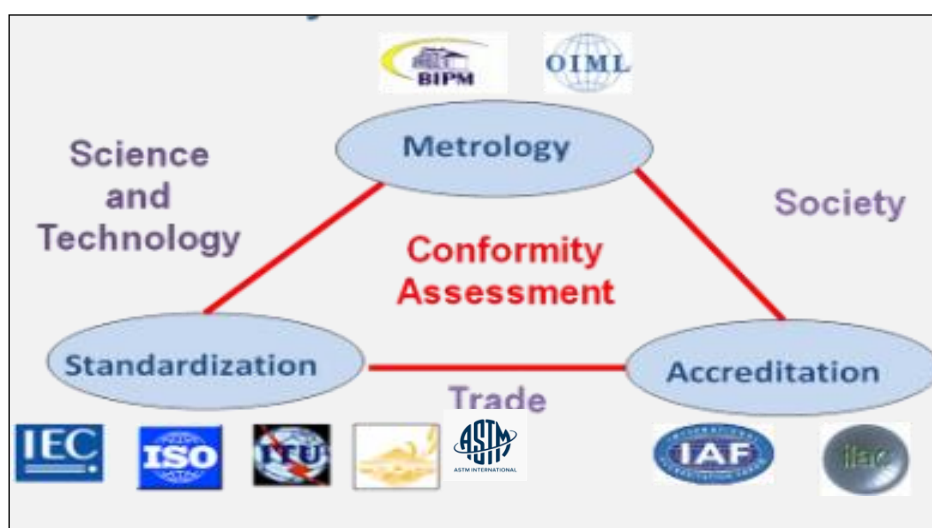 BIPM
OIML
Metrology
Science
and
Technology
Society
Conformity
Assessment
Standardization
Accreditation
Trade
IEC
ISO
ITU
ASTM
ASTM INTERNATIONAL
IAF
ilac